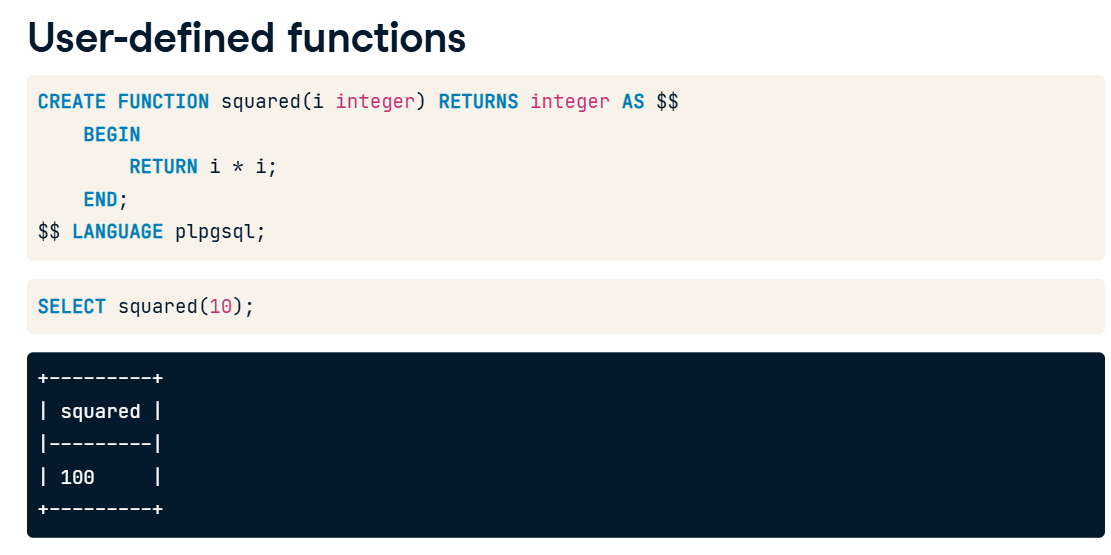 User-defined functions
CREATE FUNCTION squared(i integer) RETURNS integer AS $$
    BEGIN
        RETURN i * i;
    END;
$$ LANGUAGE plpgsql;
SELECT squared(10);
+---------+
| squared |
|---------|
| 100     |
+---------+